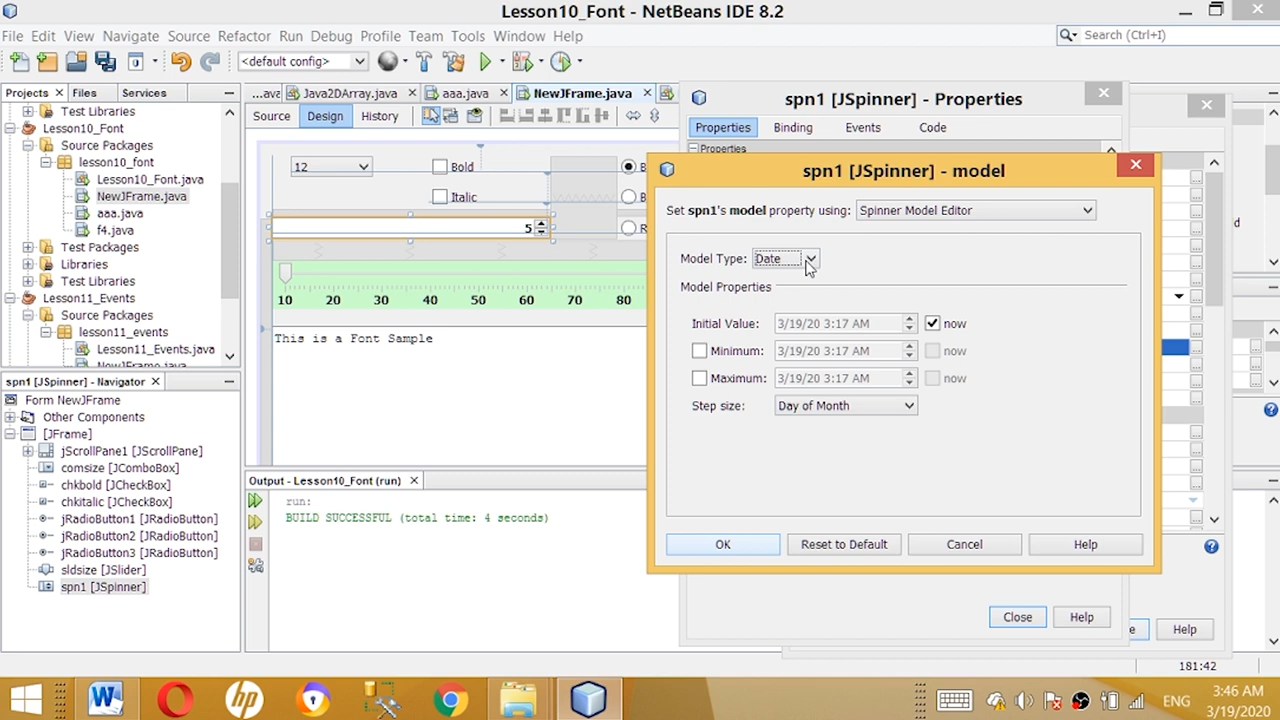 Lesson10_Font - NetBeans IDE 8.2
File Edit View Navigate Source Refactor Run Debug Profile Team Tools Window Help
Search (Ctrl+I)
<default config>
Projects Files Services
Test Libraries
Lesson10_Font
Source Packages
lesson10_font
Lesson10_Font.java
NewJFrame.java
aaa.java
f4.java
Test Packages
Libraries
Test Libraries
Lesson11_Events
Source Packages
lesson11_events
Lesson11_Events.java
spn1 [JSpinner] - Navigator
Form NewJFrame
Other Components
[JFrame]
jScrollPane1 [JScrollPane]
comsize [JComboBox]
chkbold [JCheckBox]
chkitalic [JCheckBox]
jRadioButton1 [JRadioButton]
jRadioButton2 [JRadioButton]
jRadioButton3 [JRadioButton]
sldsize [JSlider]
spn1 [JSpinner]
...ava Java2DArray.java aaa.java NewJFrame.java
Source Design History
12 Bold B
Italic B
5 R
10 20 30 40 50 60 70 80
This is a Font Sample
Output - Lesson10_Font (run)
run:
BUILD SUCCESSFUL (total time: 4 seconds)
spn1 [JSpinner] - Properties
Properties Binding Events Code
Properties
spn1 [JSpinner] - model
Set spn1's model property using: Spinner Model Editor
Model Type: Date
Model Properties
Initial Value: 3/19/20 3:17 AM now
Minimum: 3/19/20 3:17 AM now
Maximum: 3/19/20 3:17 AM now
Step size: Day of Month
OK Reset to Default Cancel Help
Close Help
e Help
d
181:42
ENG
3:46 AM
3/19/2020